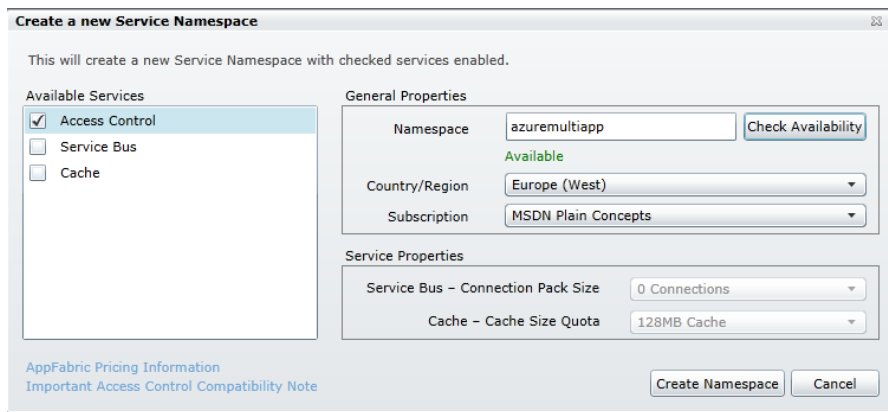 Create a new Service Namespace
This will create a new Service Namespace with checked services enabled.
Available Services
Access Control
Service Bus
Cache
General Properties
Namespace azuremultiapp Check Availability
Available
Country/Region Europe (West)
Subscription MSDN Plain Concepts
Service Properties
Service Bus – Connection Pack Size 0 Connections
Cache – Cache Size Quota 128MB Cache
AppFabric Pricing Information
Important Access Control Compatibility Note
Create Namespace Cancel